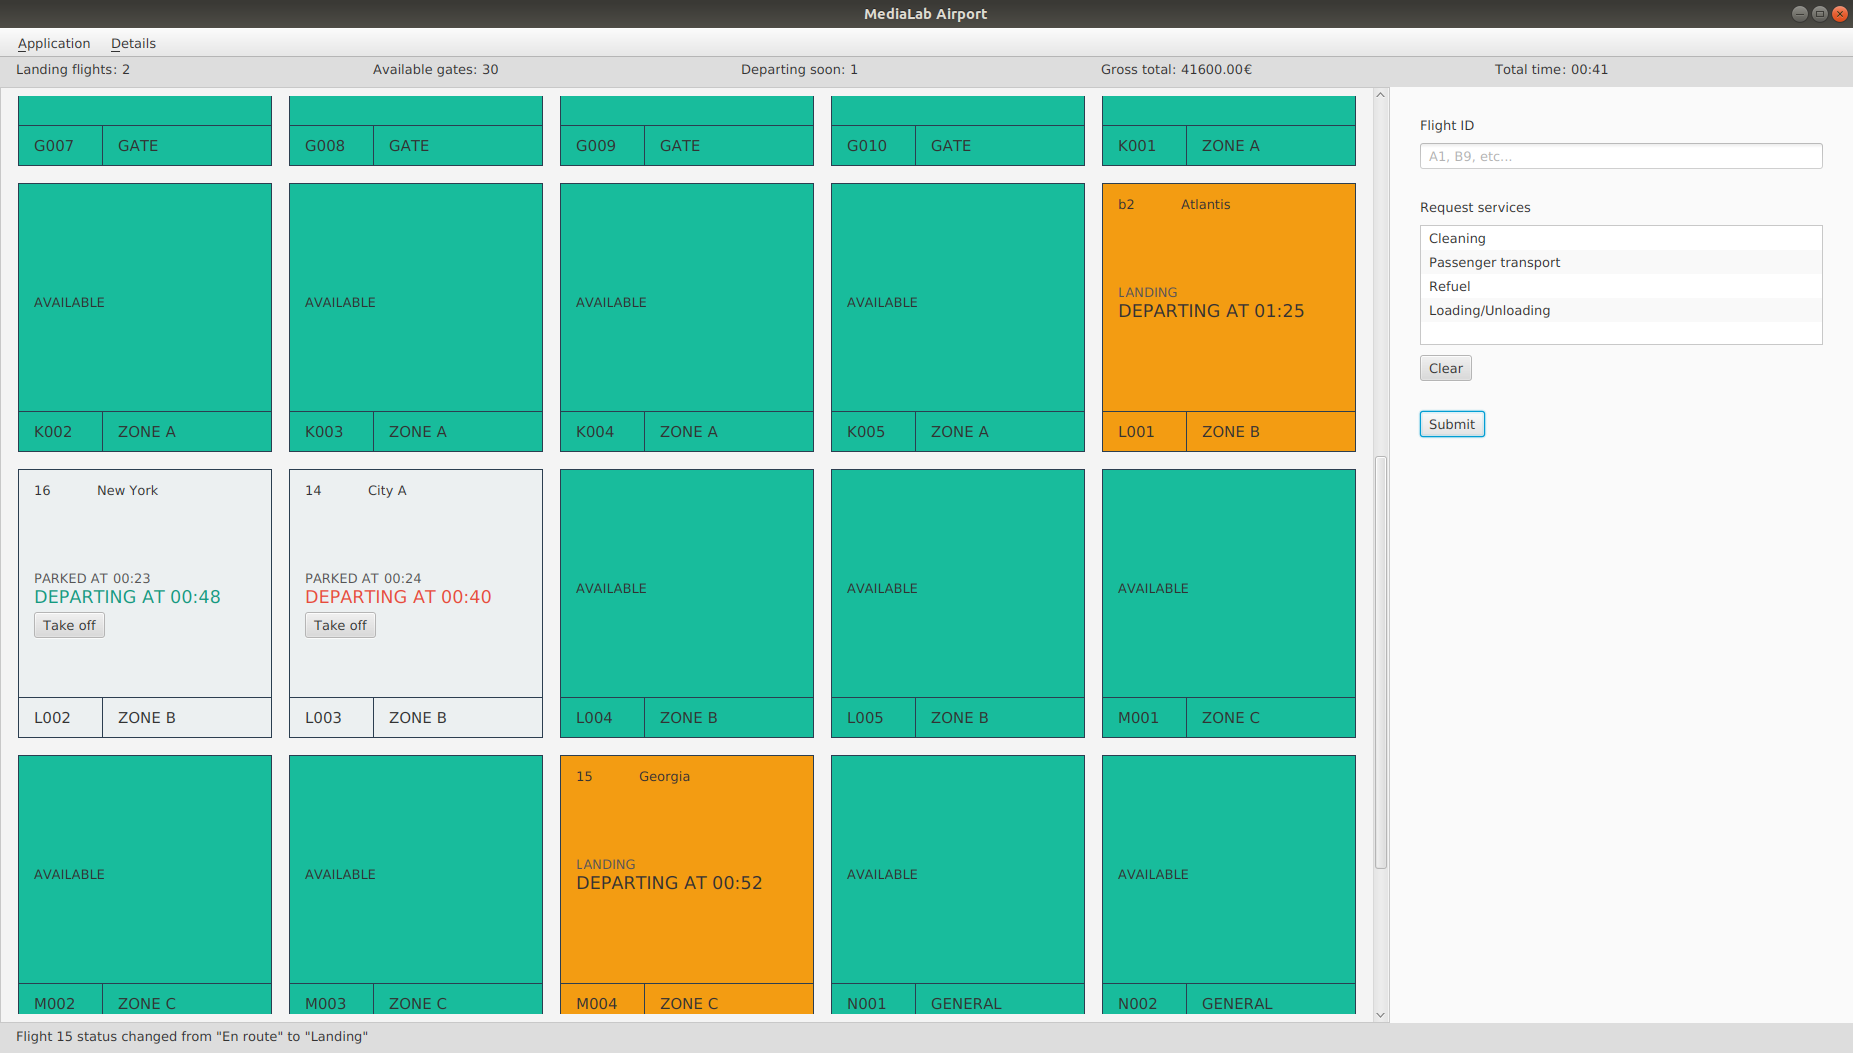 MediaLab Airport
Application Details
Landing flights: 2 Available gates: 30 Departing soon: 1 Gross total: 41600.00€ Total time: 00:41
G007 GATE G008 GATE G009 GATE G010 GATE K001 ZONE A
b2 Atlantis
AVAILABLE AVAILABLE AVAILABLE AVAILABLE LANDING
DEPARTING AT 01:25
K002 ZONE A K003 ZONE A K004 ZONE A K005 ZONE A L001 ZONE B
16 New York 14 City A
PARKED AT 00:23 PARKED AT 00:24 AVAILABLE AVAILABLE AVAILABLE
DEPARTING AT 00:48 DEPARTING AT 00:40
Take off Take off
L002 ZONE B L003 ZONE B L004 ZONE B L005 ZONE B M001 ZONE C
15 Georgia
AVAILABLE AVAILABLE LANDING AVAILABLE AVAILABLE
DEPARTING AT 00:52
M002 ZONE C M003 ZONE C M004 ZONE C N001 GENERAL N002 GENERAL
Flight ID
A1, B9, etc...
Request services
Cleaning
Passenger transport
Refuel
Loading/Unloading
Clear
Submit
Flight 15 status changed from "En route" to "Landing"